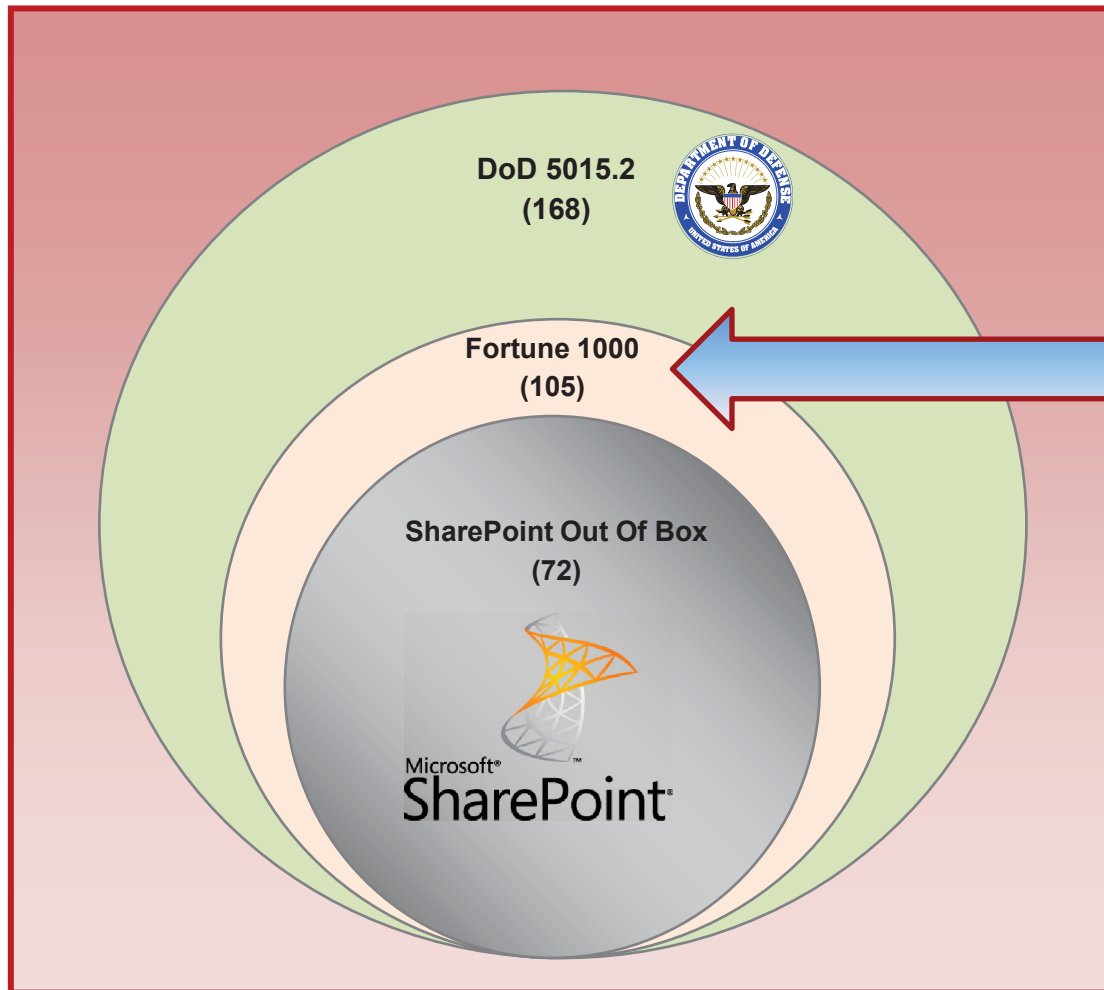 DoD 5015.2
(168)
DEPARTMENT OF DEFENSE
UNITED STATES OF AMERICA
Fortune 1000
(105)
SharePoint Out Of Box
(72)
Microsoft®
SharePoint®
™